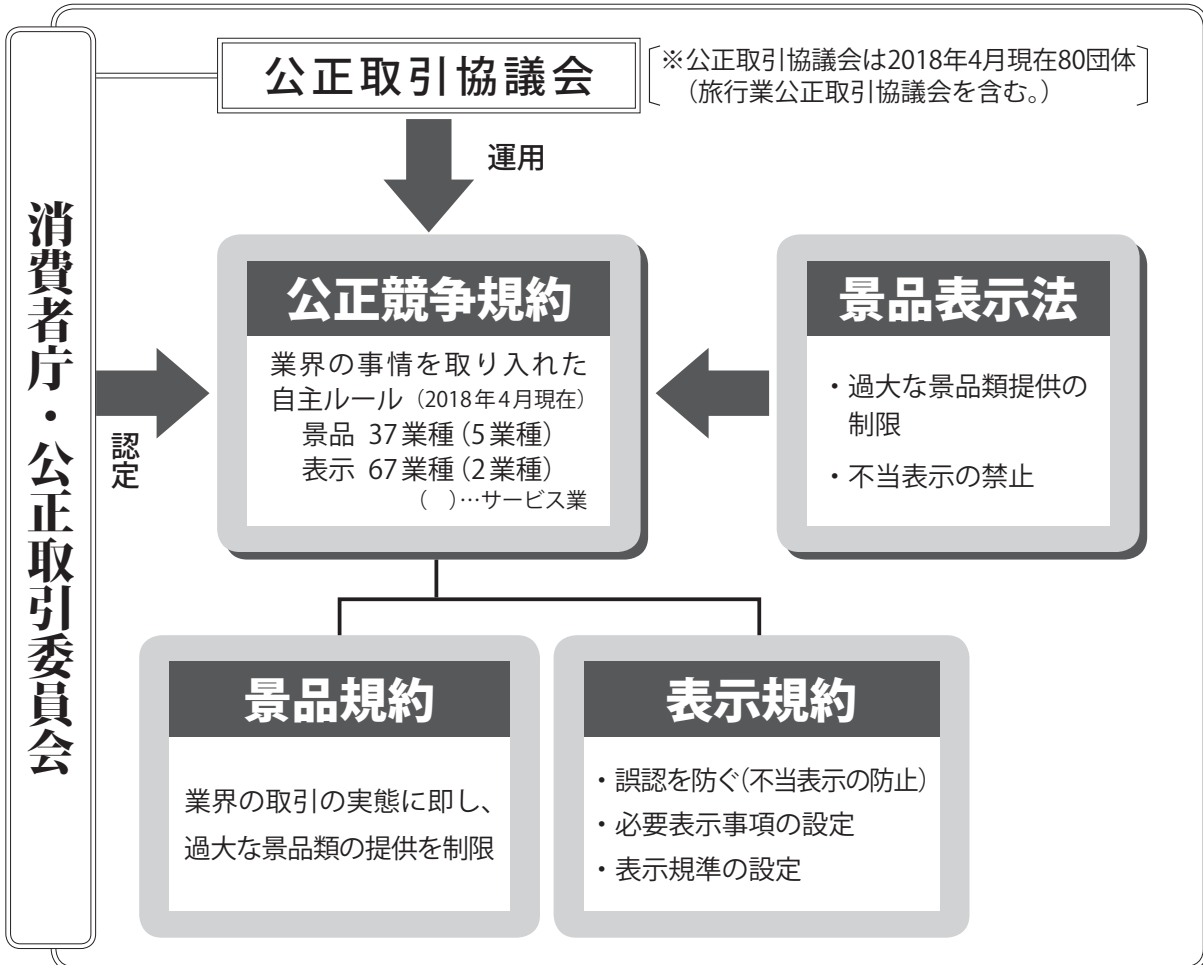 消費者庁・公正取引委員会
公正取引協議会
※公正取引協議会は2018年4月現在80団体
（旅行業公正取引協議会を含む。）
運用
認定
公正競争規約
業界の事情を取り入れた
自主ルール（2018年4月現在）
景品 37業種（5業種）
表示 67業種（2業種）
（ ）…サービス業
景品表示法
・過大な景品類提供の
制限
・不当表示の禁止
景品規約
業界の取引の実態に即し、
過大な景品類の提供を制限
表示規約
・誤認を防ぐ（不当表示の防止）
・必要表示事項の設定
・表示規準の設定